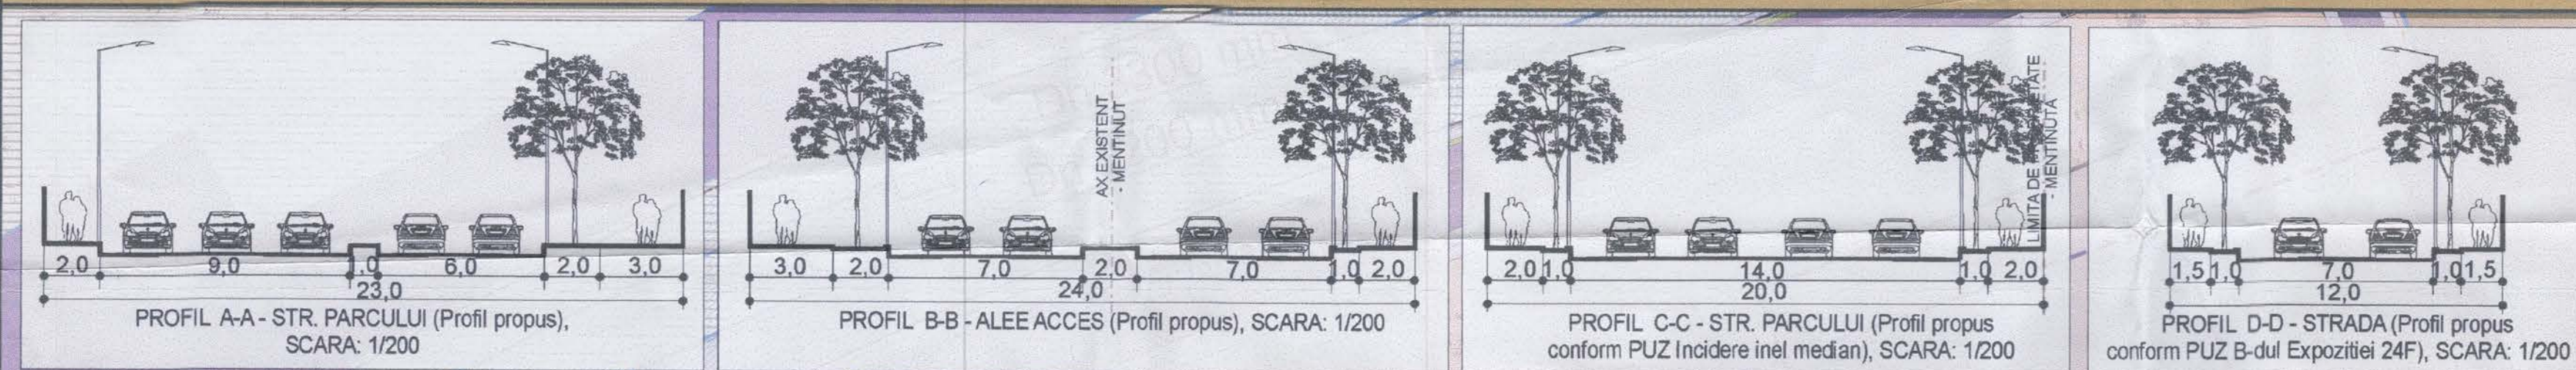 2,0 9,0 1,0 6,0 2,0 3,0
23,0
PROFIL A-A - STR. PARCULUI (Profil propus),
SCARA: 1/200
AX EXISTENT
- MENTINUT
3,0 2,0 7,0 2,0 7,0 1,0 2,0
24,0
PROFIL B-B - ALEE ACCES (Profil propus), SCARA: 1/200
LIMITA DE PROPRIETATE
- MENTINUTA
2,0 1,0 14,0 1,0 2,0
20,0
PROFIL C-C - STR. PARCULUI (Profil propus
conform PUZ Incidere inel median), SCARA: 1/200
1,5 1,0 7,0 1,0 1,5
12,0
PROFIL D-D - STRADA (Profil propus
conform PUZ B-dul Expozitiei 24F), SCARA: 1/200